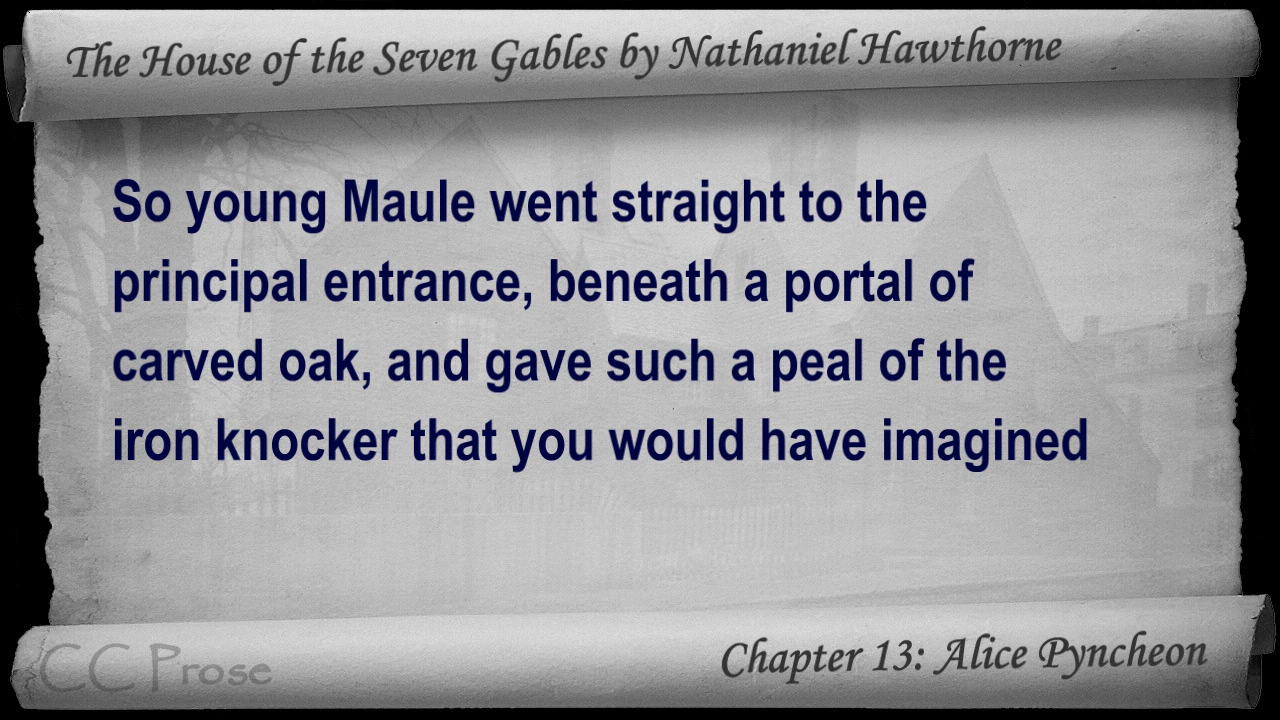 The House of the Seven Gables by Nathaniel Hawthorne
So young Maule went straight to the
principal entrance, beneath a portal of
carved oak, and gave such a peal of the
iron knocker that you would have imagined
CC Prose
Chapter 13: Alice Pyncheon